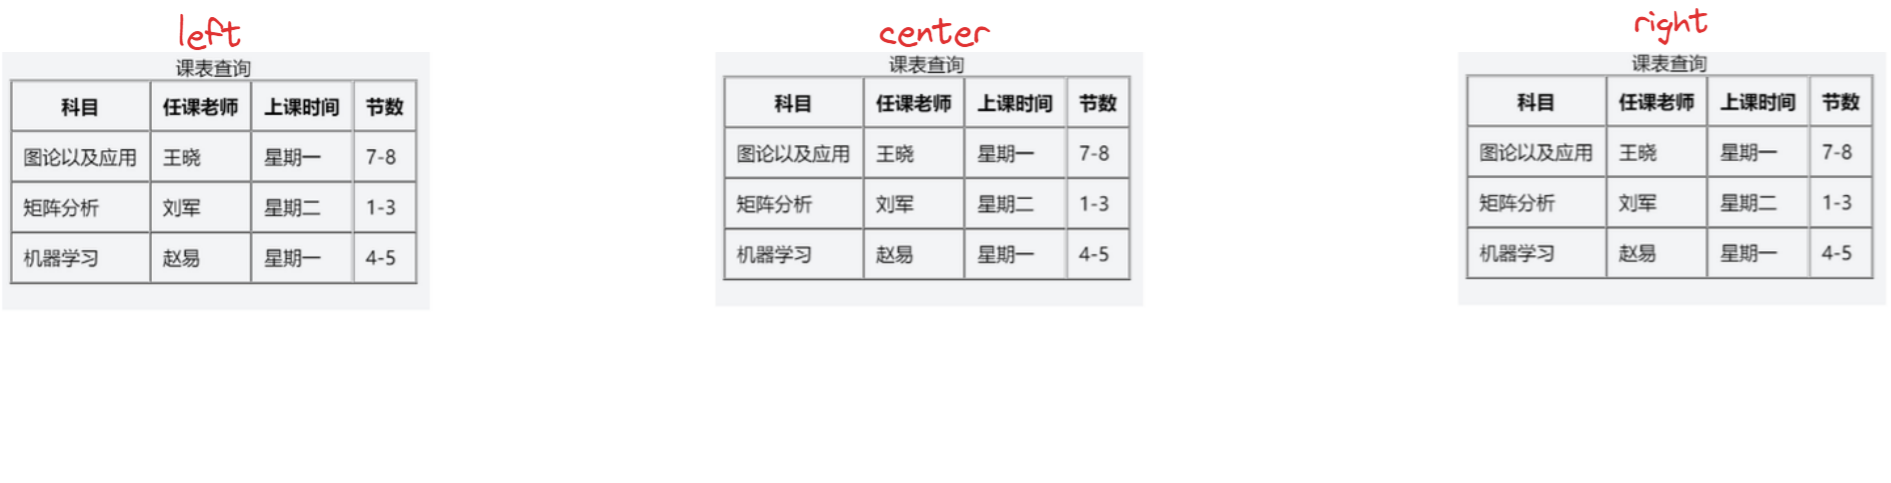 left
课表查询
科目 任课老师 上课时间 节数
图论以及应用 王晓 星期一 7-8
矩阵分析 刘军 星期二 1-3
机器学习 赵易 星期一 4-5
center
课表查询
科目 任课老师 上课时间 节数
图论以及应用 王晓 星期一 7-8
矩阵分析 刘军 星期二 1-3
机器学习 赵易 星期一 4-5
right
课表查询
科目 任课老师 上课时间 节数
图论以及应用 王晓 星期一 7-8
矩阵分析 刘军 星期二 1-3
机器学习 赵易 星期一 4-5